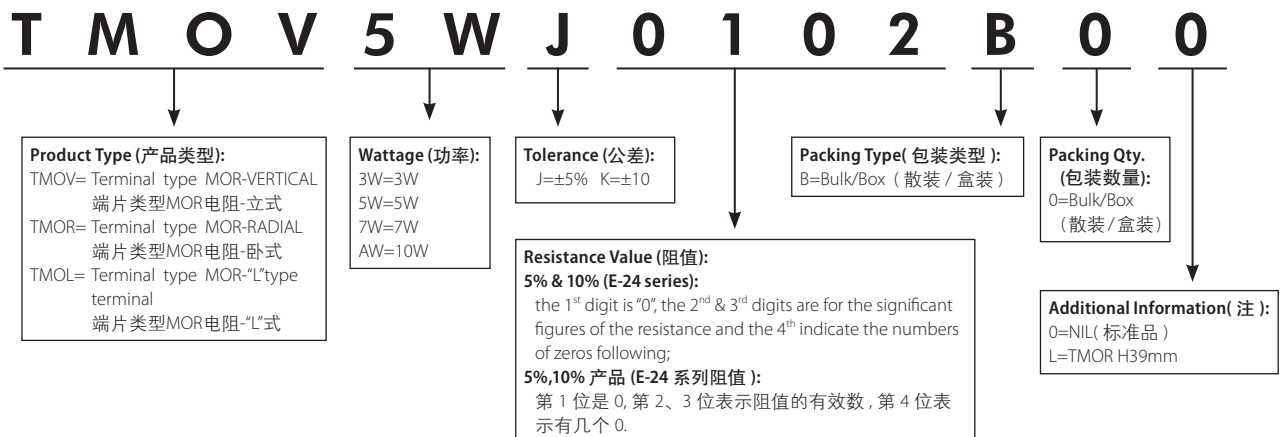 TMOV5WJ0102B00
Product Type (产品类型):
TMOV= Terminal type MOR-VERTICAL
端片类型MOR电阻-立式
TMOR= Terminal type MOR-RADIAL
端片类型MOR电阻-卧式
TMOL= Terminal type MOR-“L”type
terminal
端片类型MOR电阻-“L”式
Wattage (功率):
3W=3W
5W=5W
7W=7W
AW=10W
Tolerance (公差):
J=±5% K=±10
Resistance Value (阻值):
5% & 10% (E-24 series):
the 1st digit is “0”, the 2nd & 3rd digits are for the significant
figures of the resistance and the 4th indicate the numbers
of zeros following;
5%,10% 产品 (E-24 系列阻值 ):
第 1 位是 0, 第 2、3 位表示阻值的有效数 , 第 4 位表
示有几个 0.
Packing Type( 包装类型 ):
B=Bulk/Box ( 散装 / 盒装 )
Packing Qty.
(包装数量):
0=Bulk/Box
(散装/盒装)
Additional Information( 注 ):
0=NIL( 标准品 )
L=TMOR H39mm